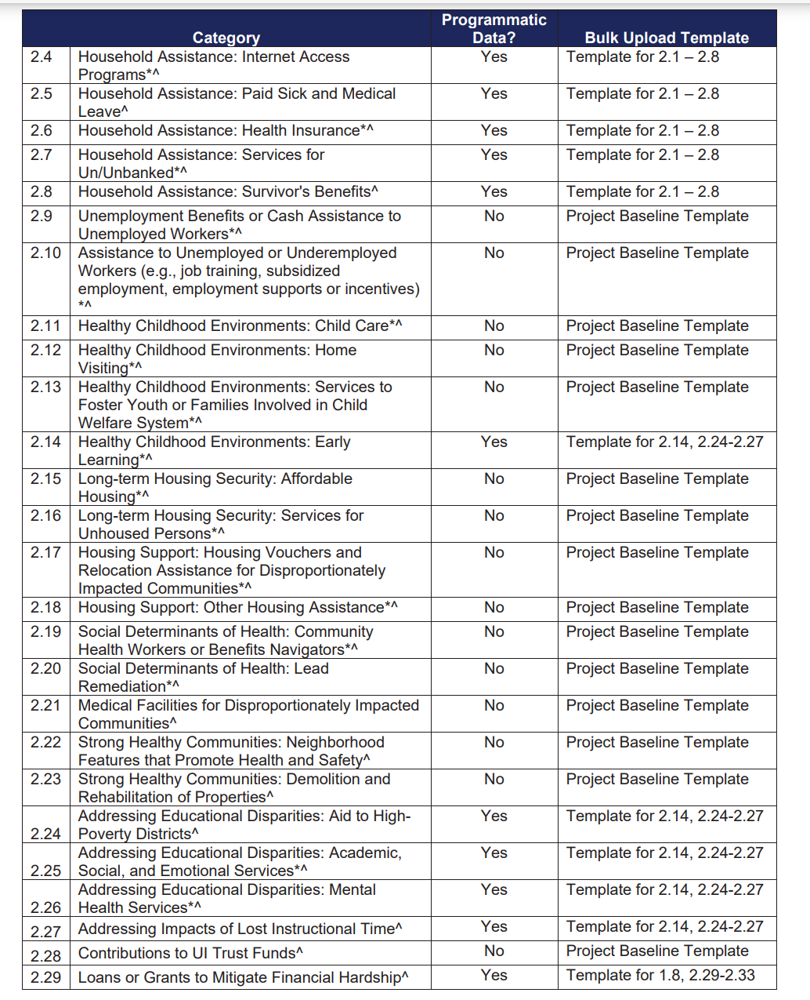 Category Programmatic Data? Bulk Upload Template
2.4 Household Assistance: Internet Access Yes Template for 2.1 – 2.8
Programs*^
2.5 Household Assistance: Paid Sick and Medical Yes Template for 2.1 – 2.8
Leave^
2.6 Household Assistance: Health Insurance*^ Yes Template for 2.1 – 2.8
2.7 Household Assistance: Services for Yes Template for 2.1 – 2.8
Un/Unbanked*^
2.8 Household Assistance: Survivor's Benefits^ Yes Template for 2.1 – 2.8
2.9 Unemployment Benefits or Cash Assistance to No Project Baseline Template
Unemployed Workers*^
2.10 Assistance to Unemployed or Underemployed No Project Baseline Template
Workers (e.g., job training, subsidized
employment, employment supports or incentives)
*^
2.11 Healthy Childhood Environments: Child Care*^ No Project Baseline Template
2.12 Healthy Childhood Environments: Home No Project Baseline Template
Visiting*^
2.13 Healthy Childhood Environments: Services to No Project Baseline Template
Foster Youth or Families Involved in Child
Welfare System*^
2.14 Healthy Childhood Environments: Early Yes Template for 2.14, 2.24-2.27
Learning*^
2.15 Long-term Housing Security: Affordable No Project Baseline Template
Housing*^
2.16 Long-term Housing Security: Services for No Project Baseline Template
Unhoused Persons*^
2.17 Housing Support: Housing Vouchers and No Project Baseline Template
Relocation Assistance for Disproportionately
Impacted Communities*^
2.18 Housing Support: Other Housing Assistance*^ No Project Baseline Template
2.19 Social Determinants of Health: Community No Project Baseline Template
Health Workers or Benefits Navigators*^
2.20 Social Determinants of Health: Lead No Project Baseline Template
Remediation*^
2.21 Medical Facilities for Disproportionately Impacted No Project Baseline Template
Communities^
2.22 Strong Healthy Communities: Neighborhood No Project Baseline Template
Features that Promote Health and Safety^
2.23 Strong Healthy Communities: Demolition and No Project Baseline Template
Rehabilitation of Properties^
Addressing Educational Disparities: Aid to High- Yes Template for 2.14, 2.24-2.27
2.24 Poverty Districts^
Addressing Educational Disparities: Academic, Yes Template for 2.14, 2.24-2.27
2.25 Social, and Emotional Services*^
Addressing Educational Disparities: Mental Yes Template for 2.14, 2.24-2.27
2.26 Health Services*^
2.27 Addressing Impacts of Lost Instructional Time^ Yes Template for 2.14, 2.24-2.27
2.28 Contributions to UI Trust Funds^ No Project Baseline Template
2.29 Loans or Grants to Mitigate Financial Hardship^ Yes Template for 1.8, 2.29-2.33